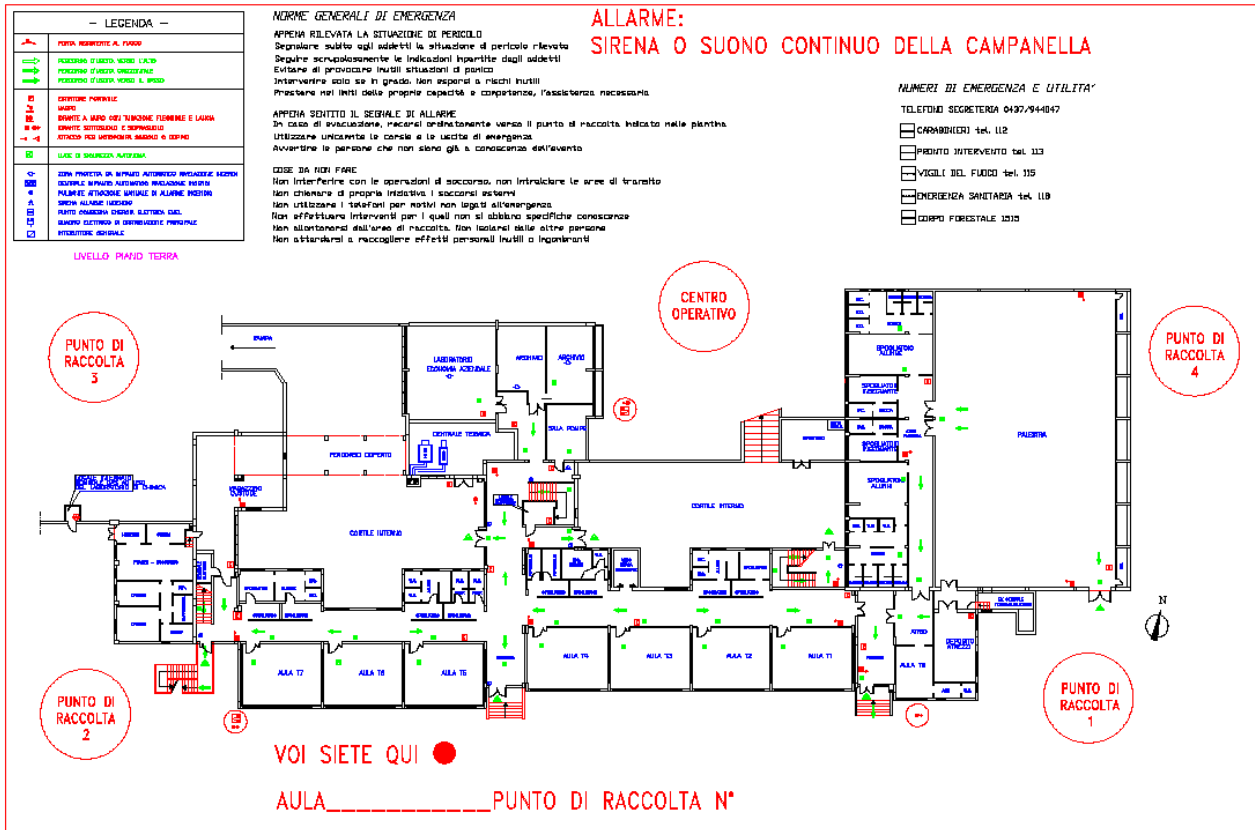 — LEGENDA —
PORTA RESISTENTE AL FUOCO
PERCORSO D'USCITA VERSO L'ALTO
PERCORSO D'USCITA ORIZZONTALE
PERCORSO D'USCITA VERSO IL BASSO
ESTINTORE PORTATILE
NASPO
IDRANTE A MURO CON TUBAZIONE FLESSIBILE E LANCIA
IDRANTE SOTTOSUOLO E SOPRASUOLO
LUCE DI SICUREZZA AUTONOMA
ZONA PROTETTA DA IMPIANTO AUTOMATICO RIVELAZIONE INCENDI
CENTRALE IMPIANTO AUTOMATICO RIVELAZIONE INCENDI
PULSANTE ATTIVAZIONE MANUALE DI ALLARME INCENDIO
SIRENA ALLARME INCENDIO
PUNTO CONSEGNA ENERGIA ELETTRICA ENEL
QUADRO ELETTRICO DI DISTRIBUZIONE PRINCIPALE
INTERRUTTORE GENERALE
LIVELLO PIANO TERRA
NORME GENERALI DI EMERGENZA
APPENA RILEVATA LA SITUAZIONE DI PERICOLO
Segnalare subito agli addetti la situazione di pericolo rilevata
Seguire scrupolosamente le indicazioni impartite dagli addetti
Evitare di provocare inutili situazioni di panico
Intervenire solo se in grado. Non esporsi a rischi inutili
Prestare nei limiti delle proprie capacità e competenze, l'assistenza necessaria
APPENA SENTITO IL SEGNALE DI ALLARME
In caso di evacuazione, recarsi ordinatamente verso il punto di raccolta indicato nelle piantina
Utilizzare unicamte le corsie e le uscite di emergenza
Avvertire le persone che non siano già a conoscenza dell'evento
COSE DA NON FARE
Non interferire con le operazioni di soccorso. non intralciare le aree di transito
Non chiamare di propria iniziativa i soccorsi esterni
Non utilizzare i telefoni per motivi non legati all'emergenza
Non effettuare interventi per i quali non si abbiano specifiche conoscenze
Non allontanarsi dall'area di raccolta. Non isolarsi dalle altre persone
Non attardarsi a raccogliere effetti personali inutili o ingombranti
ALLARME:
SIRENA O SUONO CONTINUO DELLA CAMPANELLA
NUMERI DI EMERGENZA E UTILITA'
TELEFONO SEGRETERIA 0437/944047
CARABINIERI tel. 112
PRONTO INTERVENTO tel. 113
VIGILI DEL FUOCO tel. 115
EMERGENZA SANITARIA tel. 118
CORPO FORESTALE 1515
CENTRO
OPERATIVO
PUNTO DI
RACCOLTA
3
PUNTO DI
RACCOLTA
4
RAMPA
LABORATORIO
ECONOMIA AZIENDALE
ARCHIVIO
ARCHIVIO
SALA POMPE
CENTRALE TERMICA
PERCORSO COPERTO
MAGAZZINO
CUSTODE
CORTILE INTERNO
CORTILE INTERNO
SPOGLIATOIO
ALUNNE
SPOGLIATOIO
INSEGNANTE
SPOGLIATOIO
INSEGNANTE
SPOGLIATOIO
ALUNNI
PALESTRA
N
ATRIO
DEPOSITO
ATTREZZI
AULA T8
AULA T7
AULA T6
AULA T5
AULA T4
AULA T3
AULA T2
AULA T1
PUNTO DI
RACCOLTA
2
PUNTO DI
RACCOLTA
1
VOI SIETE QUI
AULA____________PUNTO DI RACCOLTA N°